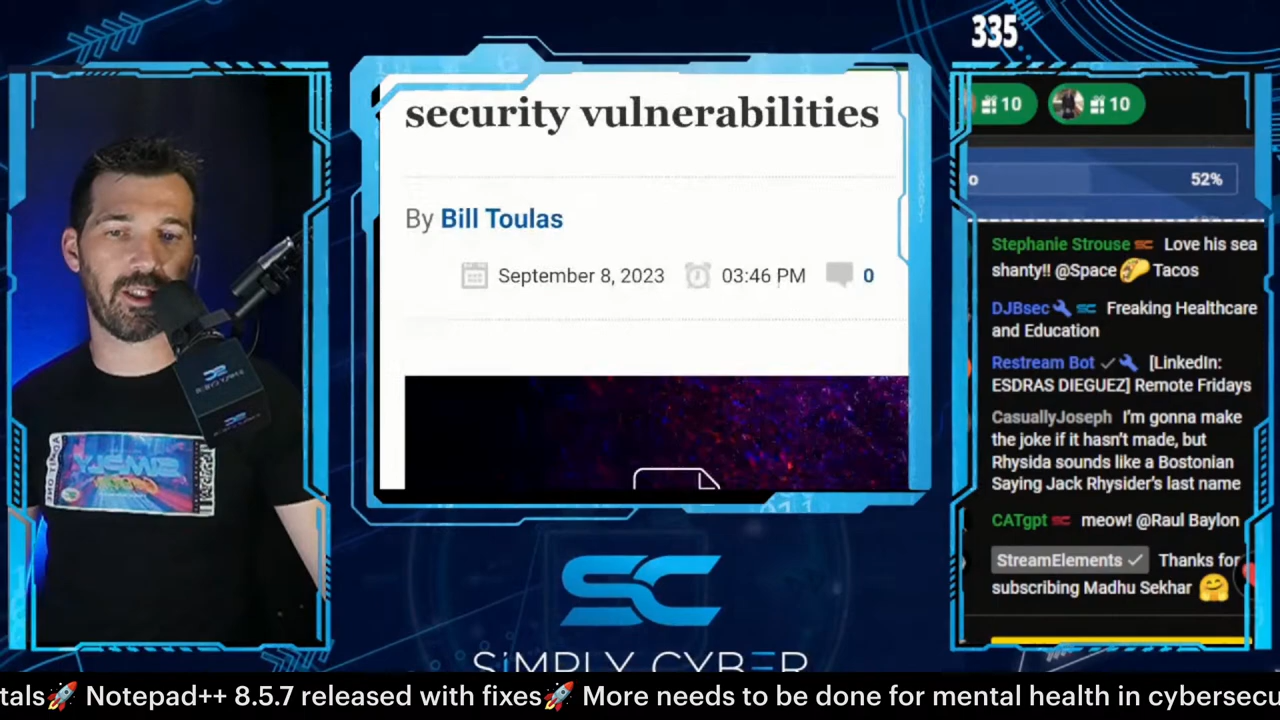 335
10
10
o
52%
security vulnerabilities
By Bill Toulas
September 8, 2023 03:46 PM 0
Stephanie Strouse Love his sea
shanty!! @Space 🌮 Tacos
DJBsec Freaking Healthcare
and Education
Restream Bot [LinkedIn:
ESDRAS DIEGUEZ] Remote Fridays
CasuallyJoseph I'm gonna make
the joke if it hasn't made, but
Rhysida sounds like a Bostonian
Saying Jack Rhysider's last name
CATgpt meow! @Raul Baylon
StreamElements Thanks for
subscribing Madhu Sekhar 🤗
SC
SIMPLY CYBER
tals🚀 Notepad++ 8.5.7 released with fixes🚀 More needs to be done for mental health in cybersecu